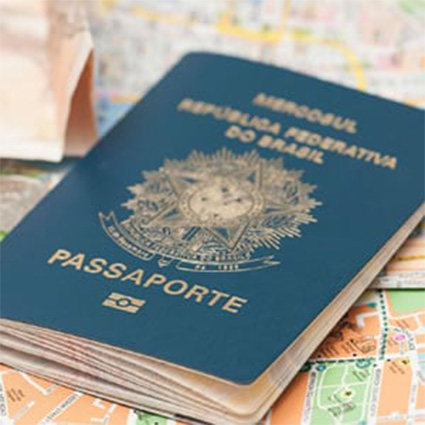 MERCOSUL
REPÚBLICA FEDERATIVA
DO BRASIL
PASSAPORTE